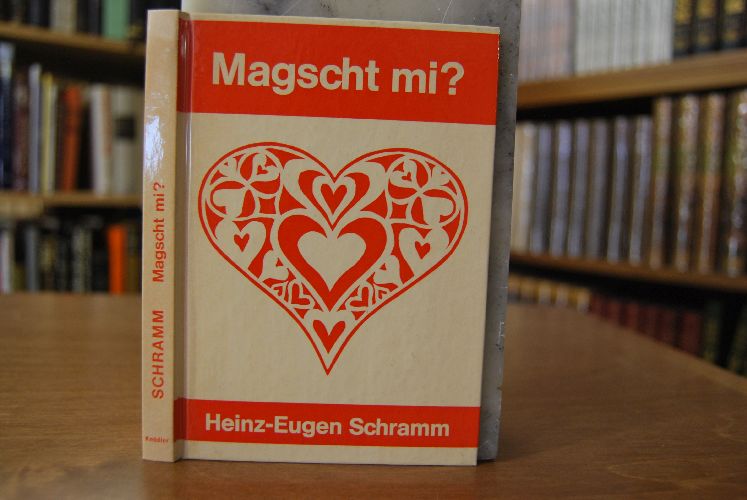 Magscht mi?
Heinz-Eugen Schramm
SCHRAMM Magscht mi?
Knödler